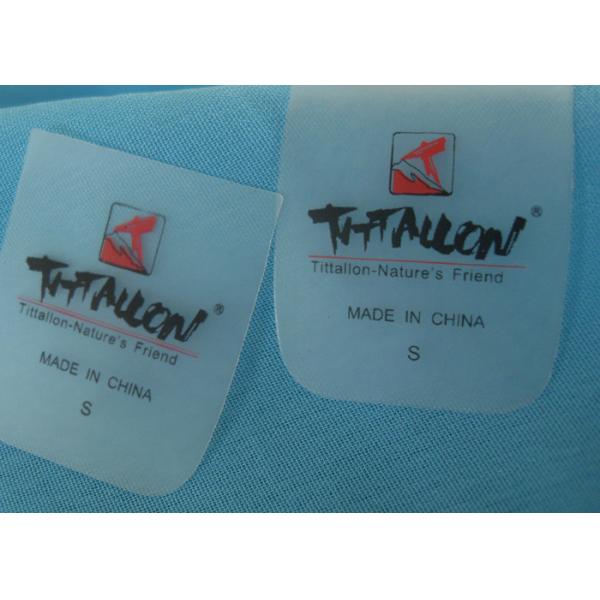 TITTALLON®
Tittallon-Nature's Friend
MADE IN CHINA
S
TITTALLON®
Tittallon-Nature's Friend
MADE IN CHINA
S